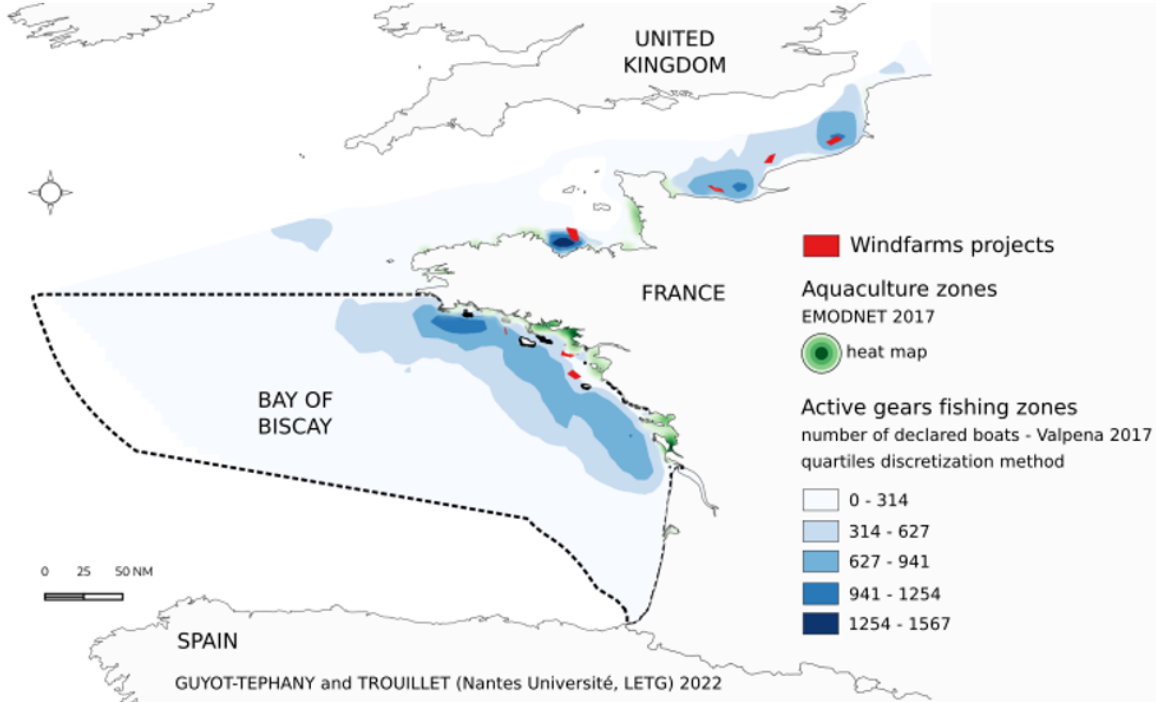 UNITED
KINGDOM
FRANCE
BAY OF
BISCAY
0 25 50 NM
SPAIN
GUYOT-TEPHANY and TROUILLET (Nantes Université, LETG) 2022
Windfarms projects
Aquaculture zones
EMODNET 2017
heat map
Active gears fishing zones
number of declared boats - Valpena 2017
quartiles discretization method
0 - 314
314 - 627
627 - 941
941 - 1254
1254 - 1567